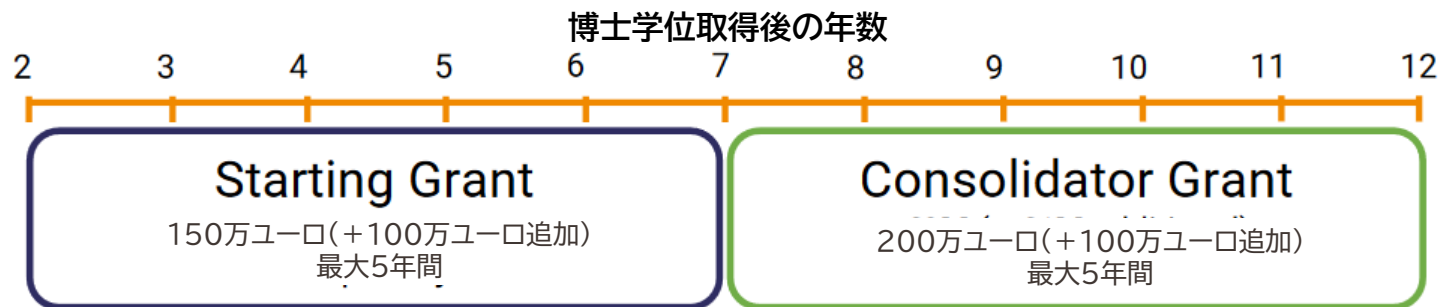 博士学位取得後の年数
2 3 4 5 6 7 8 9 10 11 12
Starting Grant
150万ユーロ(+100万ユーロ追加)
最大5年間
Consolidator Grant
200万ユーロ(+100万ユーロ追加)
最大5年間